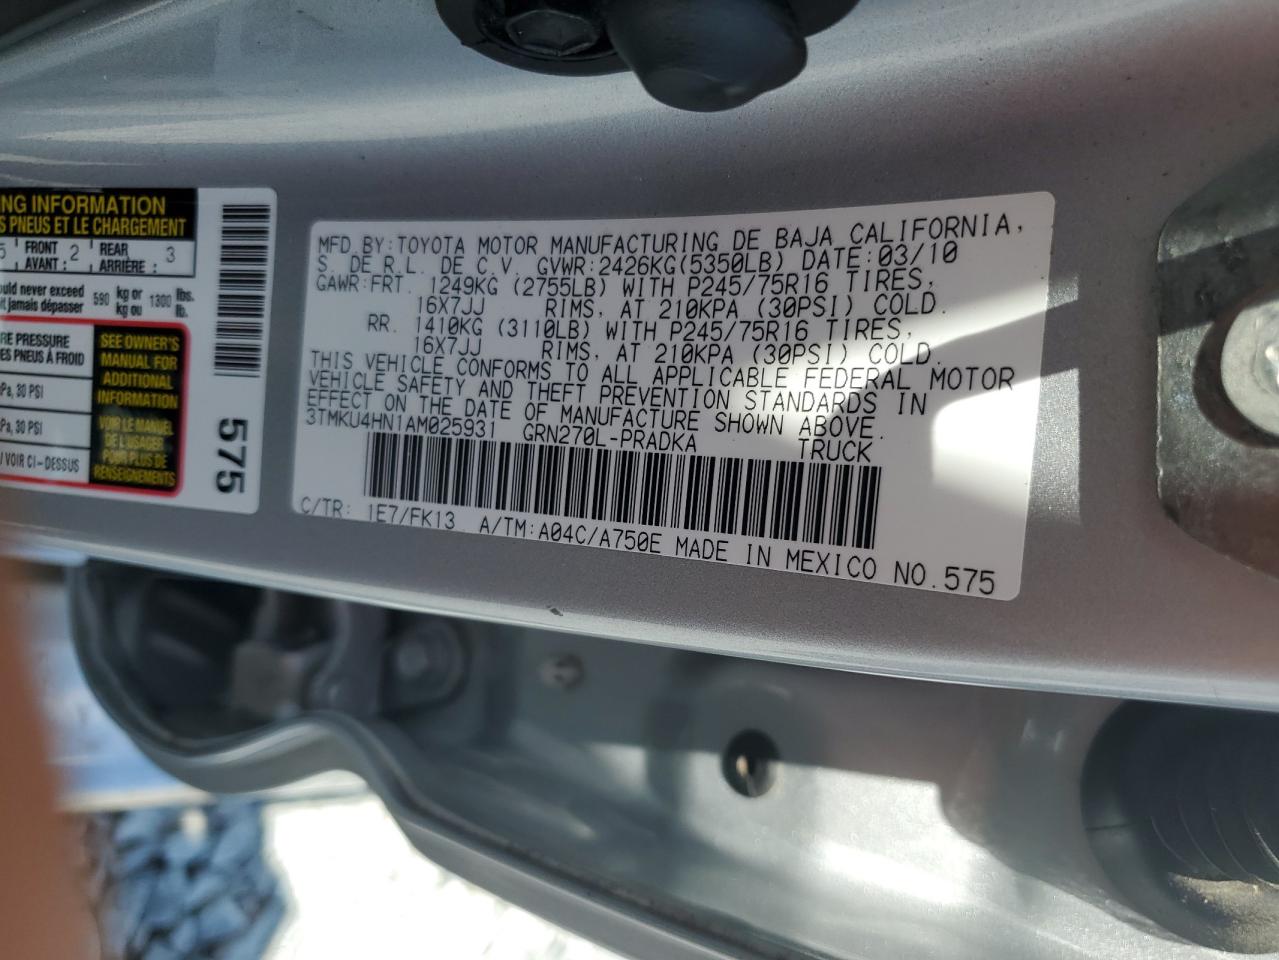 NG INFORMATION
S PNEUS ET LE CHARGEMENT
5 FRONT 2 REAR 3
AVANT : ARRIÈRE :
ould never exceed 590 kg or 1300 lbs.
it jamais dépasser kg ou lb.
RE PRESSURE
ES PNEUS À FROID
Pa, 30 PSI
Pa, 30 PSI
/ VOIR CI-DESSUS
SEE OWNER'S
MANUAL FOR
ADDITIONAL
INFORMATION
VOIR LE MANUEL
DE L'USAGER
POUR PLUS DE
RENSEIGNEMENTS
575
MFD. BY: TOYOTA MOTOR MANUFACTURING DE BAJA CALIFORNIA,
S. DE R.L. DE C.V. GVWR:2426KG(5350LB) DATE:03/10
GAWR:FRT. 1249KG (2755LB) WITH P245/75R16 TIRES,
16X7JJ RIMS, AT 210KPA (30PSI) COLD.
RR. 1410KG (3110LB) WITH P245/75R16 TIRES,
16X7JJ RIMS, AT 210KPA (30PSI) COLD.
THIS VEHICLE CONFORMS TO ALL APPLICABLE FEDERAL MOTOR
VEHICLE SAFETY AND THEFT PREVENTION STANDARDS IN
EFFECT ON THE DATE OF MANUFACTURE SHOWN ABOVE.
3TMKU4HN1AM025931 GRN270L-PRADKA TRUCK
C/TR: 1E7/FK13 A/TM:A04C/A750E MADE IN MEXICO NO.575